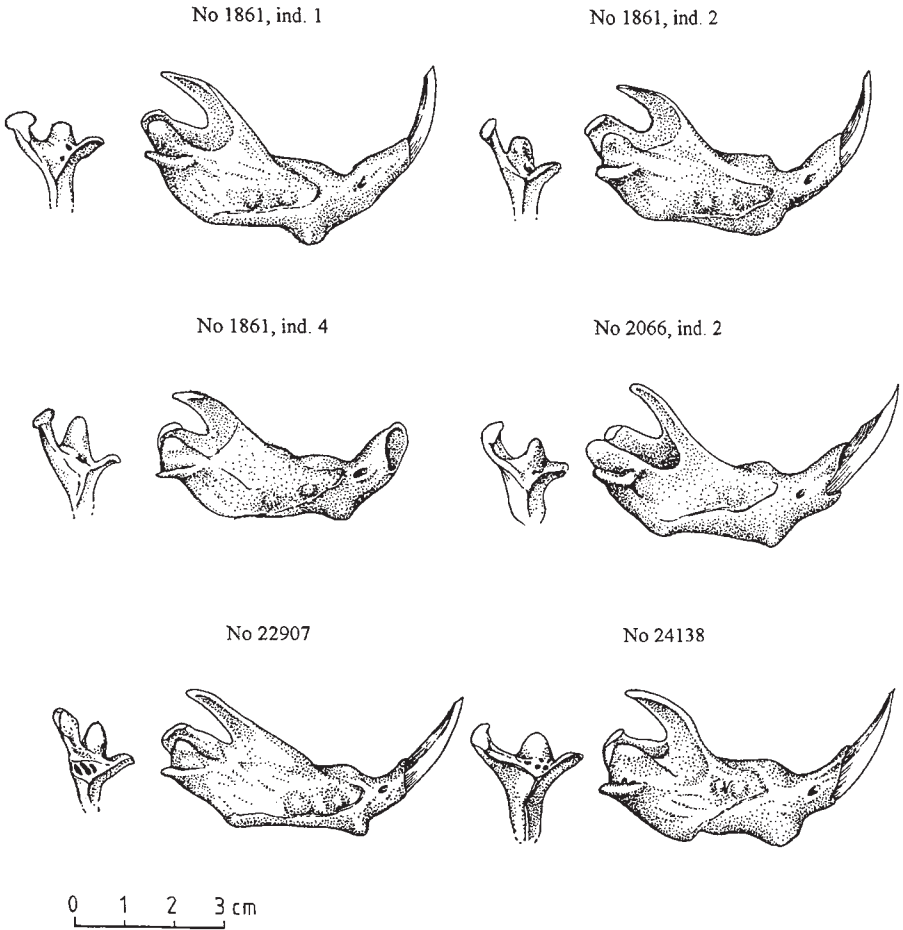 No 1861, ind. 1
No 1861, ind. 2
No 1861, ind. 4
No 2066, ind. 2
No 22907
No 24138
0 1 2 3 cm